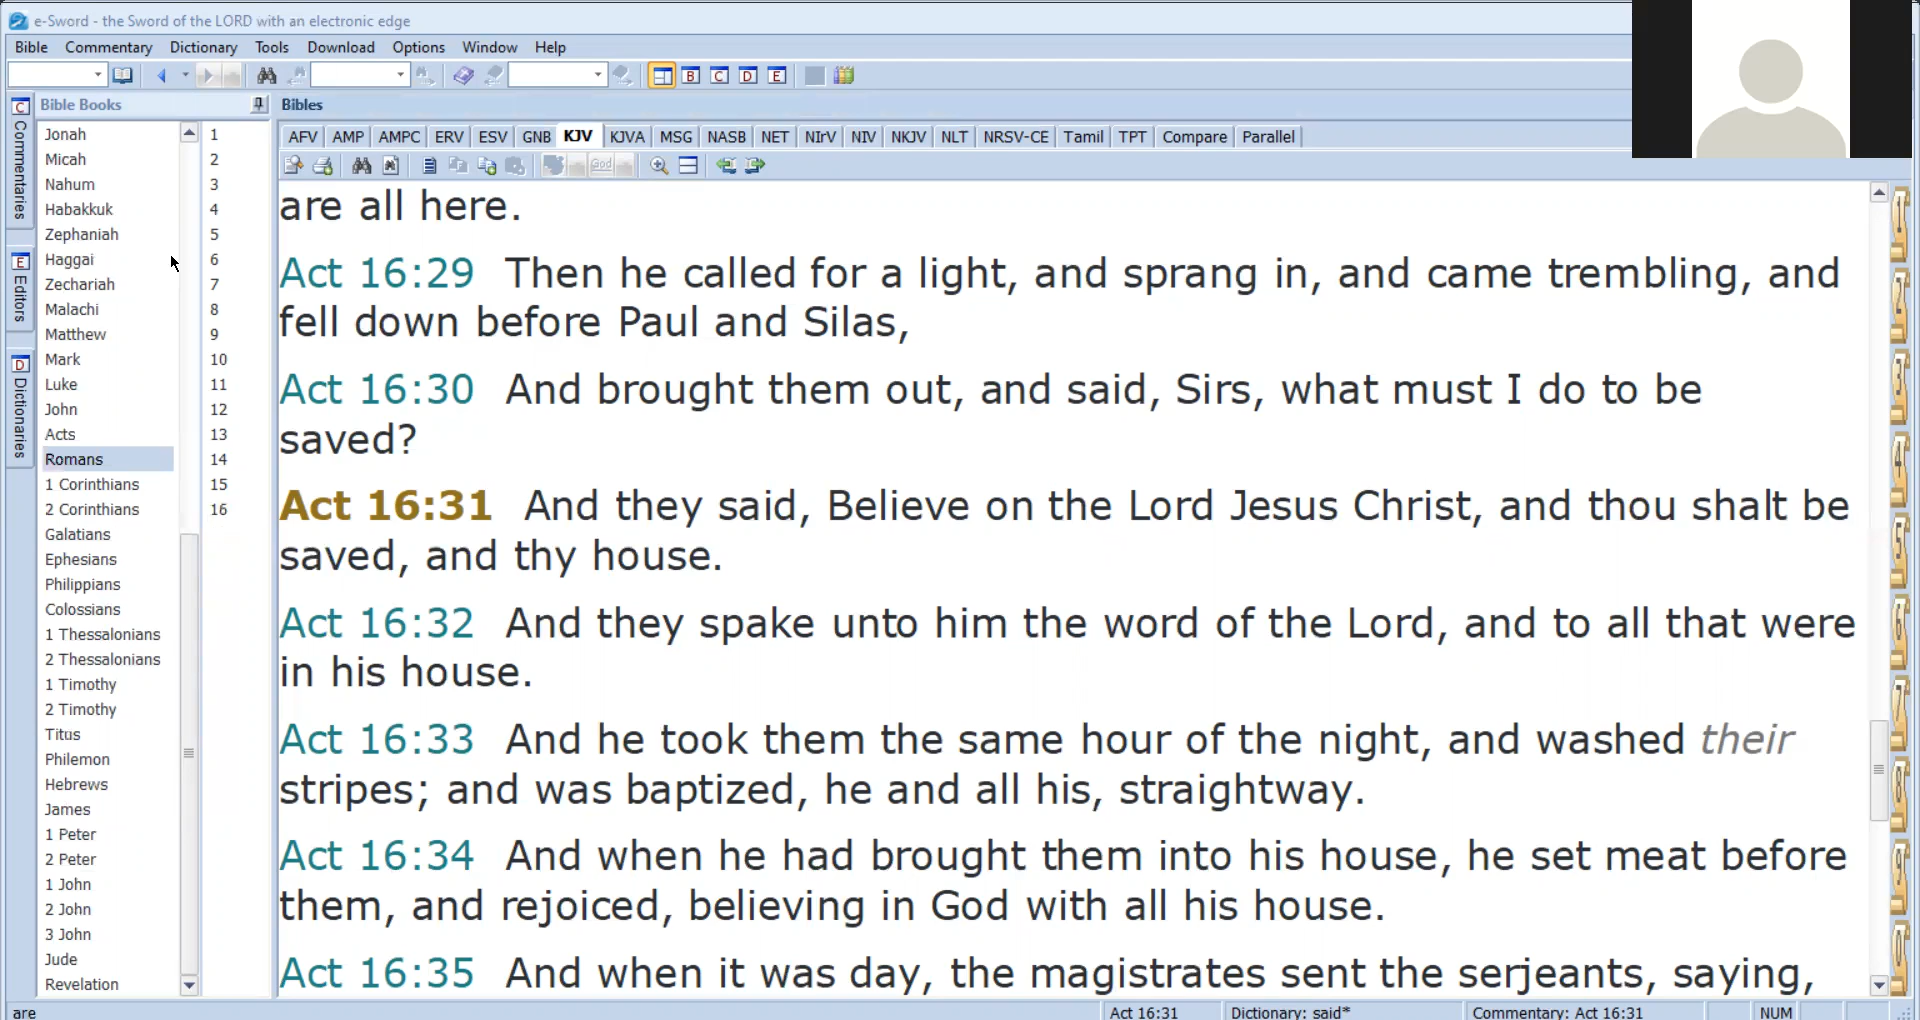 e-Sword - the Sword of the LORD with an electronic edge
Bible Commentary Dictionary Tools Download Options Window Help
B C D E
C Commentaries
E Editors
D Dictionaries
Bible Books
Jonah
Micah
Nahum
Habakkuk
Zephaniah
Haggai
Zechariah
Malachi
Matthew
Mark
Luke
John
Acts
Romans
1 Corinthians
2 Corinthians
Galatians
Ephesians
Philippians
Colossians
1 Thessalonians
2 Thessalonians
1 Timothy
2 Timothy
Titus
Philemon
Hebrews
James
1 Peter
2 Peter
1 John
2 John
3 John
Jude
Revelation
1
2
3
4
5
6
7
8
9
10
11
12
13
14
15
16
Bibles
AFV AMP AMPC ERV ESV GNB KJV KJVA MSG NASB NET NIrV NIV NKJV NLT NRSV-CE Tamil TPT Compare Parallel
God
are all here.
Act 16:29 Then he called for a light, and sprang in, and came trembling, and
fell down before Paul and Silas,
Act 16:30 And brought them out, and said, Sirs, what must I do to be
saved?
Act 16:31 And they said, Believe on the Lord Jesus Christ, and thou shalt be
saved, and thy house.
Act 16:32 And they spake unto him the word of the Lord, and to all that were
in his house.
Act 16:33 And he took them the same hour of the night, and washed their
stripes; and was baptized, he and all his, straightway.
Act 16:34 And when he had brought them into his house, he set meat before
them, and rejoiced, believing in God with all his house.
Act 16:35 And when it was day, the magistrates sent the serjeants, saying,
1
2
3
4
5
6
7
8
9
0
are
Act 16:31
Dictionary: said*
Commentary: Act 16:31
NUM